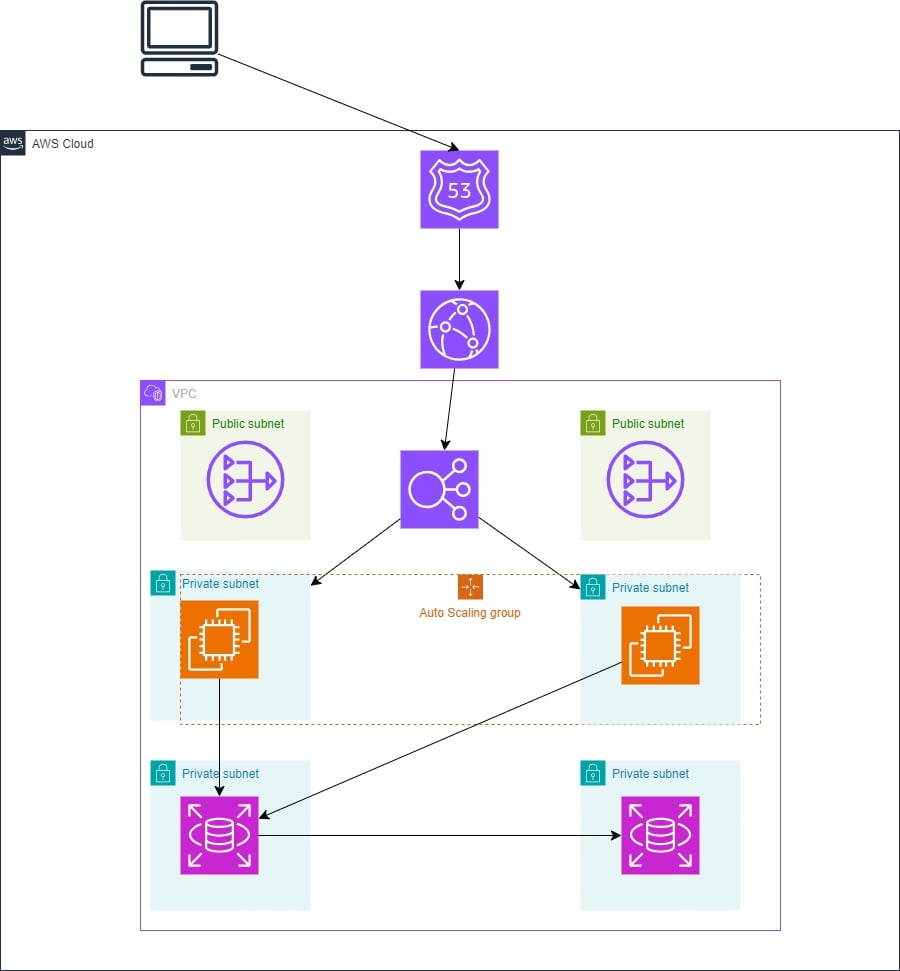 aws
AWS Cloud
53
VPC
Public subnet
Public subnet
Private subnet
Private subnet
Auto Scaling group
Private subnet
Private subnet